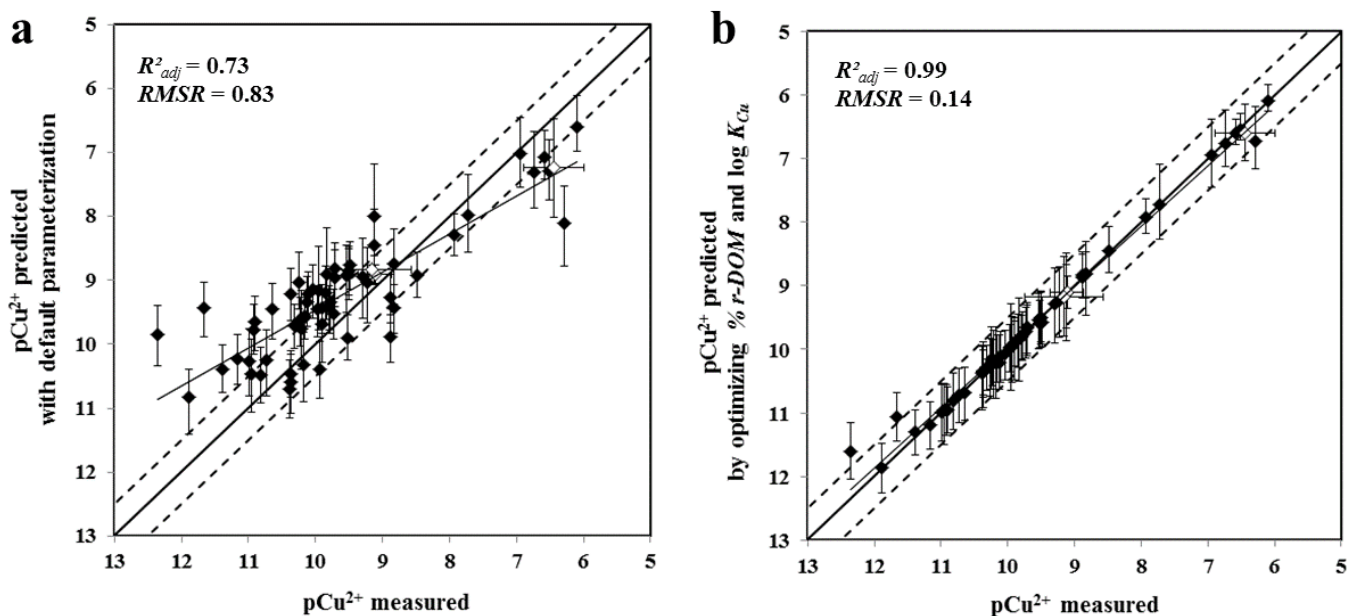 a
R²adj = 0.73
RMSR = 0.83
5
6
7
8
9
10
11
12
13
pCu²⁺ predicted
with default parameterization
13 12 11 10 9 8 7 6 5
pCu²⁺ measured
b
R²adj = 0.99
RMSR = 0.14
5
6
7
8
9
10
11
12
13
pCu²⁺ predicted
by optimizing % r-DOM and log KCu
13 12 11 10 9 8 7 6 5
pCu²⁺ measured